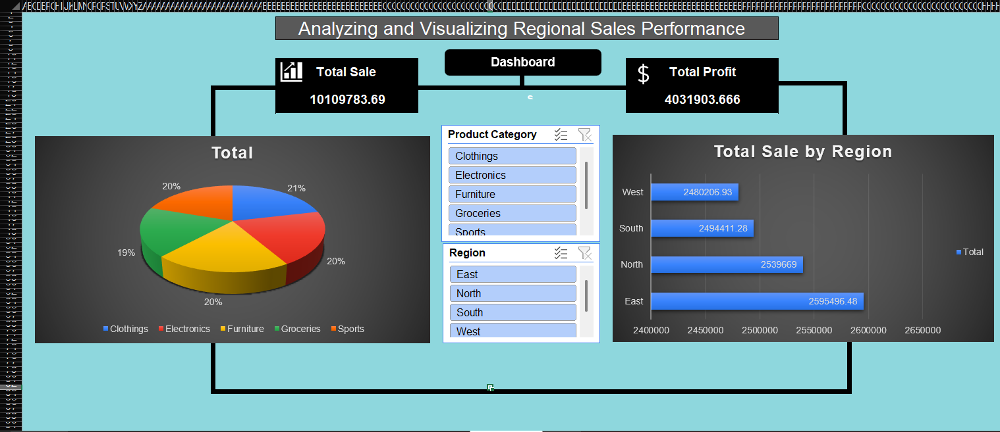 Analyzing and Visualizing Regional Sales Performance
Dashboard
Total Sale
10109783.69
Total Profit
4031903.666
Total
20%
21%
19%
20%
20%
Clothings Electronics Furniture Groceries Sports
Product Category
Clothings
Electronics
Furniture
Groceries
Sports
Region
East
North
South
West
Total Sale by Region
West 2480206.93
South 2494411.28
North 2539669
East 2595496.48
2400000 2450000 2500000 2550000 2600000 2650000
Total